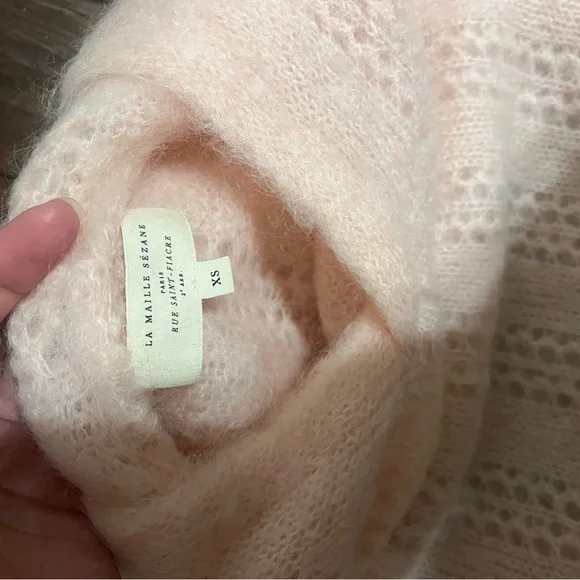 LA MAILLE SÉZANE
PARIS
RUE SAINT-FIACRE
2ᵉ ARR.
XS